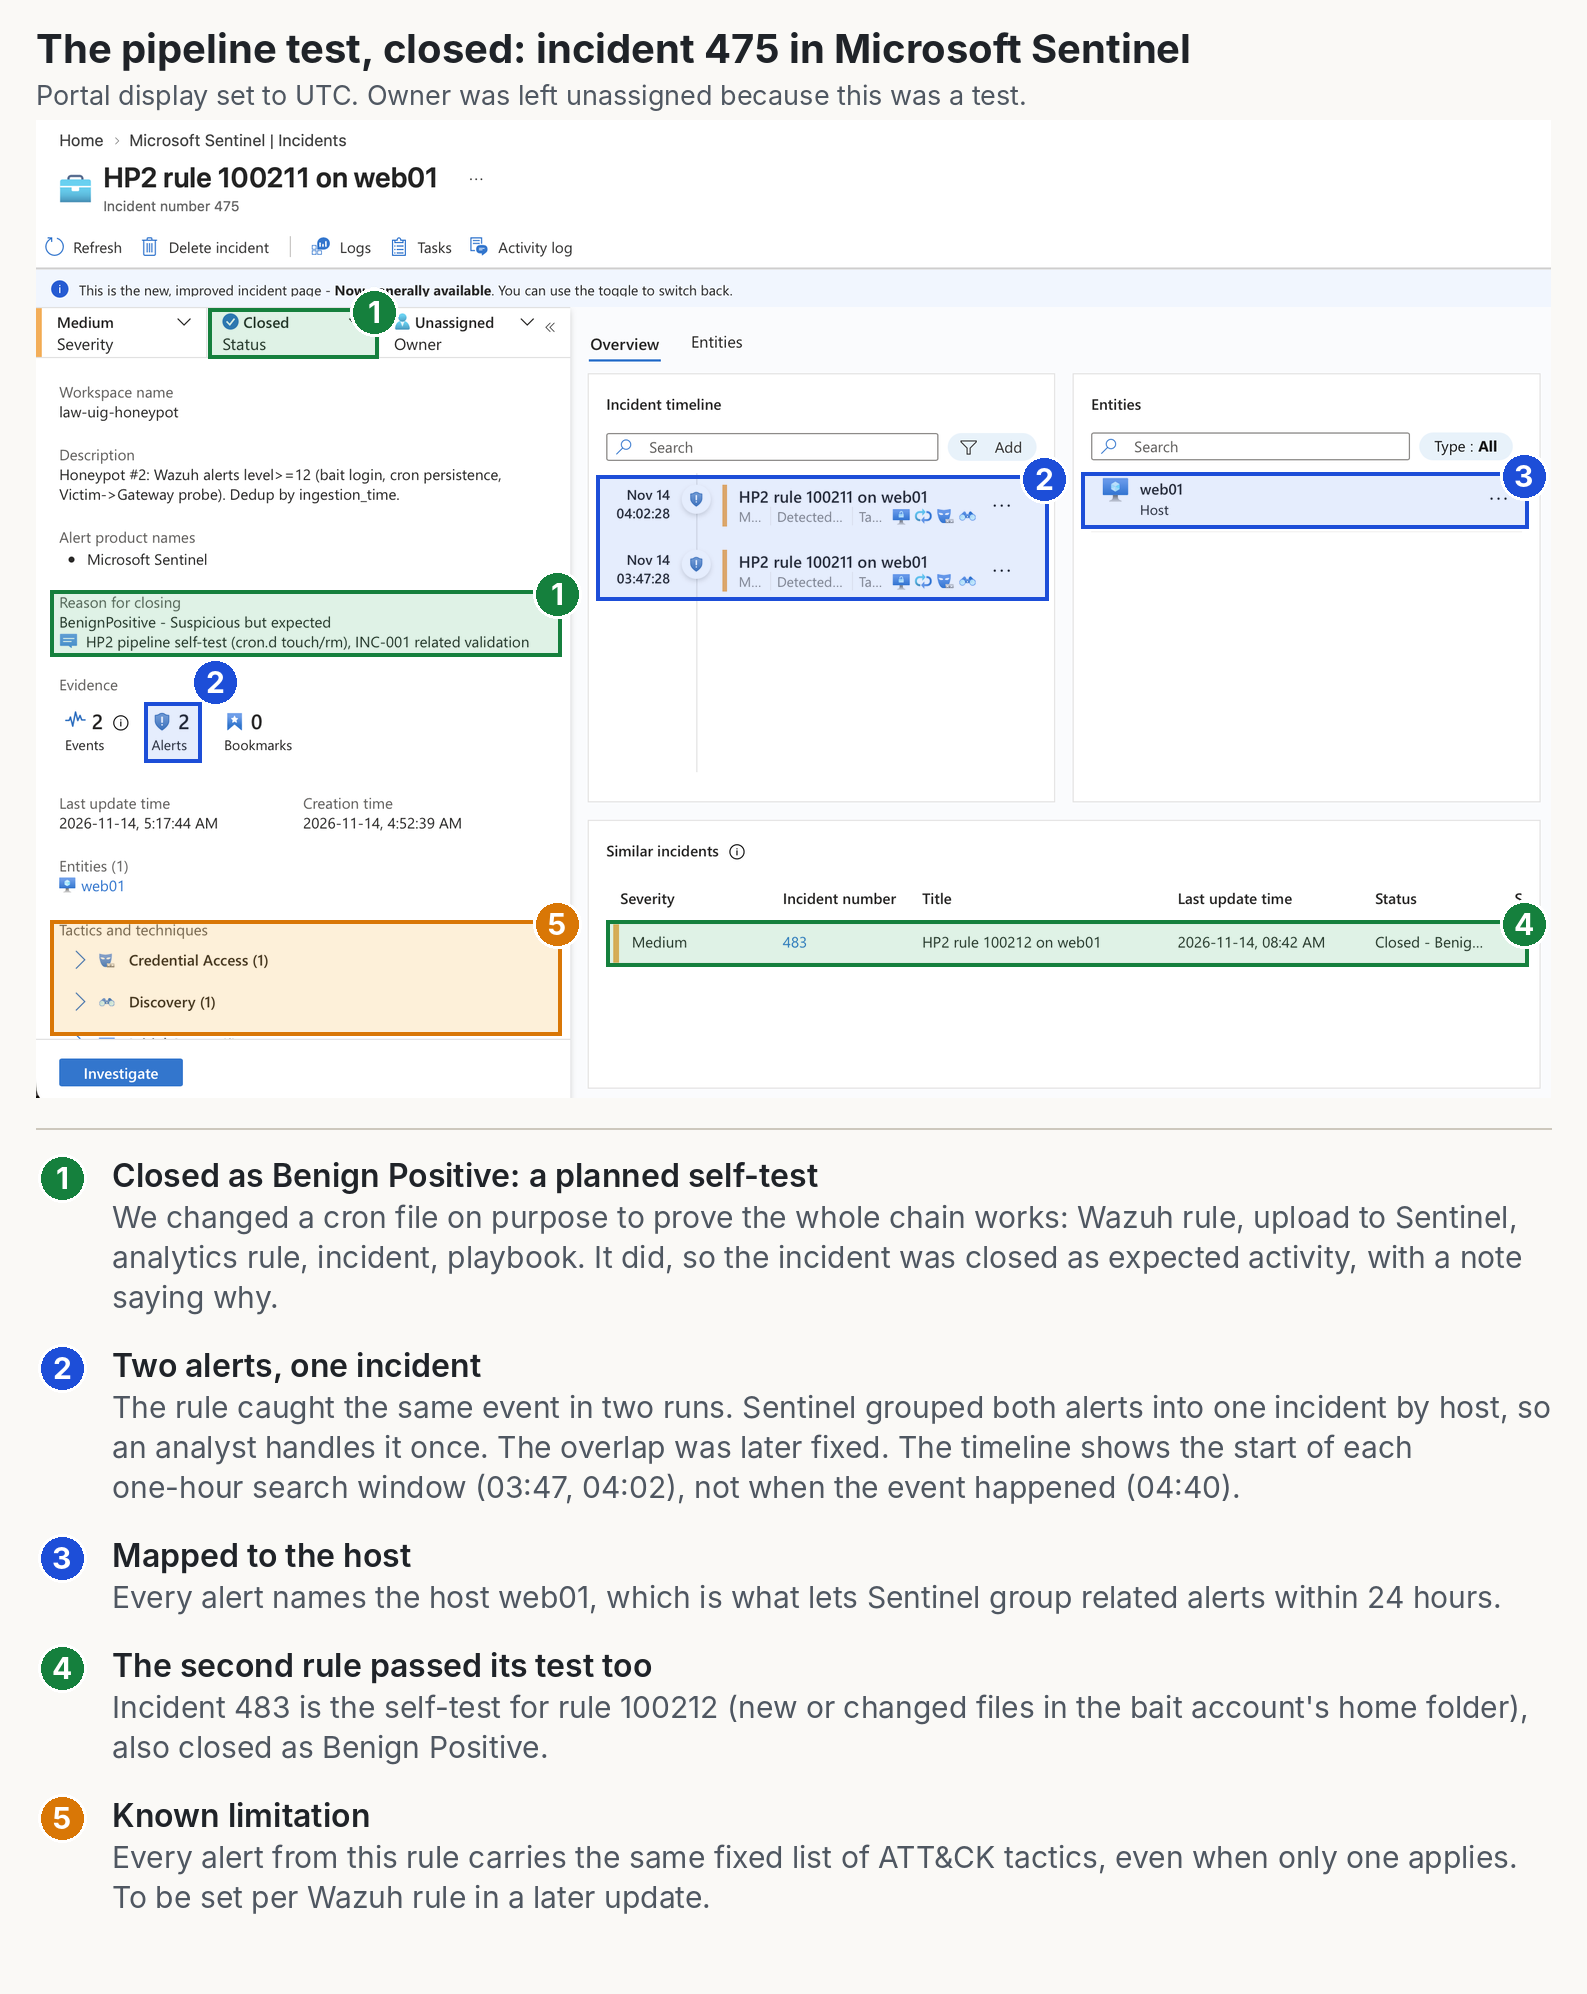 The pipeline test, closed: incident 475 in Microsoft Sentinel
Portal display set to UTC. Owner was left unassigned because this was a test.
Home › Microsoft Sentinel | Incidents
HP2 rule 100211 on web01 ...
Incident number 475
Refresh Delete incident Logs Tasks Activity log
This is the new, improved incident page - Now generally available. You can use the toggle to switch back.
1
Medium
Severity
Closed
Status
Unassigned
Owner
«
Workspace name
law-uig-honeypot
Description
Honeypot #2: Wazuh alerts level>=12 (bait login, cron persistence,
Victim->Gateway probe). Dedup by ingestion_time.
Alert product names
• Microsoft Sentinel
1
Reason for closing
BenignPositive - Suspicious but expected
HP2 pipeline self-test (cron.d touch/rm), INC-001 related validation
Evidence
2
2 Events
2 Alerts
0 Bookmarks
Last update time
2026-11-14, 5:17:44 AM
Creation time
2026-11-14, 4:52:39 AM
Entities (1)
web01
5
Tactics and techniques
Credential Access (1)
Discovery (1)
Investigate
Overview Entities
Incident timeline
Search Add
2
Nov 14
04:02:28
HP2 rule 100211 on web01 ...
M... Detected... Ta...
Nov 14
03:47:28
HP2 rule 100211 on web01 ...
M... Detected... Ta...
Entities
Search Type : All
3
web01 ...
Host
Similar incidents
Severity Incident number Title Last update time Status S
4
Medium 483 HP2 rule 100212 on web01 2026-11-14, 08:42 AM Closed - Benig...
1 Closed as Benign Positive: a planned self-test
We changed a cron file on purpose to prove the whole chain works: Wazuh rule, upload to Sentinel,
analytics rule, incident, playbook. It did, so the incident was closed as expected activity, with a note
saying why.
2 Two alerts, one incident
The rule caught the same event in two runs. Sentinel grouped both alerts into one incident by host, so
an analyst handles it once. The overlap was later fixed. The timeline shows the start of each
one-hour search window (03:47, 04:02), not when the event happened (04:40).
3 Mapped to the host
Every alert names the host web01, which is what lets Sentinel group related alerts within 24 hours.
4 The second rule passed its test too
Incident 483 is the self-test for rule 100212 (new or changed files in the bait account's home folder),
also closed as Benign Positive.
5 Known limitation
Every alert from this rule carries the same fixed list of ATT&CK tactics, even when only one applies.
To be set per Wazuh rule in a later update.